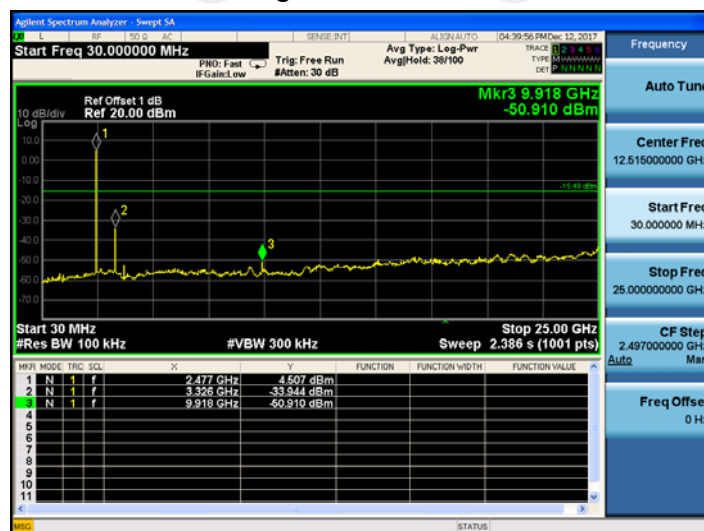 Agilent Spectrum Analyzer - Swept SA
L RF 50 Ω AC SENSE:INT ALIGNAUTO 04:39:56 PM Dec 12, 2017
Start Freq 30.000000 MHz
PNO: Fast
IFGain:Low
Trig: Free Run
#Atten: 30 dB
Avg Type: Log-Pwr
Avg|Hold: 38/100
TRACE 1 2 3 4 5 6
TYPE M
DET P N N N N N
Mkr3 9.918 GHz
-50.910 dBm
Ref Offset 1 dB
Ref 20.00 dBm
10 dB/div
Log
10.0
0.00
-10.0
-20.0
-30.0
-40.0
-50.0
-60.0
-70.0
1
2
3
-15.49 dBm
Start 30 MHz
Stop 25.00 GHz
#Res BW 100 kHz
#VBW 300 kHz
Sweep 2.386 s (1001 pts)
MKR MODE TRC SCL X Y FUNCTION FUNCTION WIDTH FUNCTION VALUE
1 N 1 f 2.477 GHz 4.507 dBm
2 N 1 f 3.326 GHz -33.944 dBm
3 N 1 f 9.918 GHz -50.910 dBm
4
5
6
7
8
9
10
11
MSG
STATUS
Frequency
Auto Tune
Center Freq
12.515000000 GHz
Start Freq
30.000000 MHz
Stop Freq
25.000000000 GHz
CF Step
2.497000000 GHz
Auto Man
Freq Offset
0 Hz